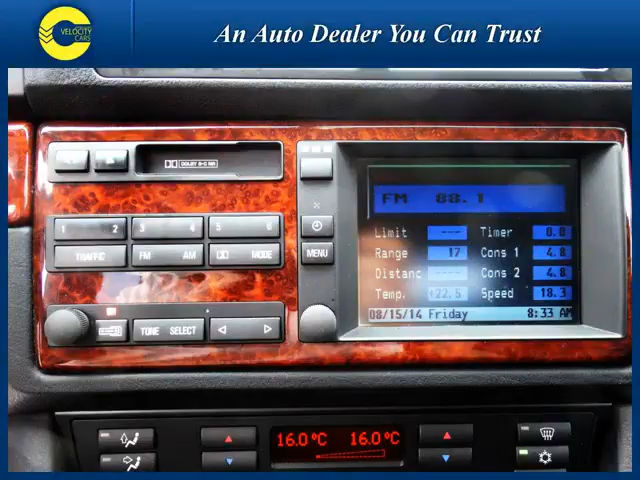 VELOCITY
CARS
An Auto Dealer You Can Trust
DOLBY B-C NR
1 2 3 4 5 6
TRAFFIC FM AM MODE
TONE SELECT
MENU
FM 88.1
Limit --- Timer 0.0
Range 17 Cons 1 4.8
Distanc --- Cons 2 4.8
Temp. +22.5 Speed 18.3
08/15/14 Friday 8:33 AM
16.0°C 16.0°C